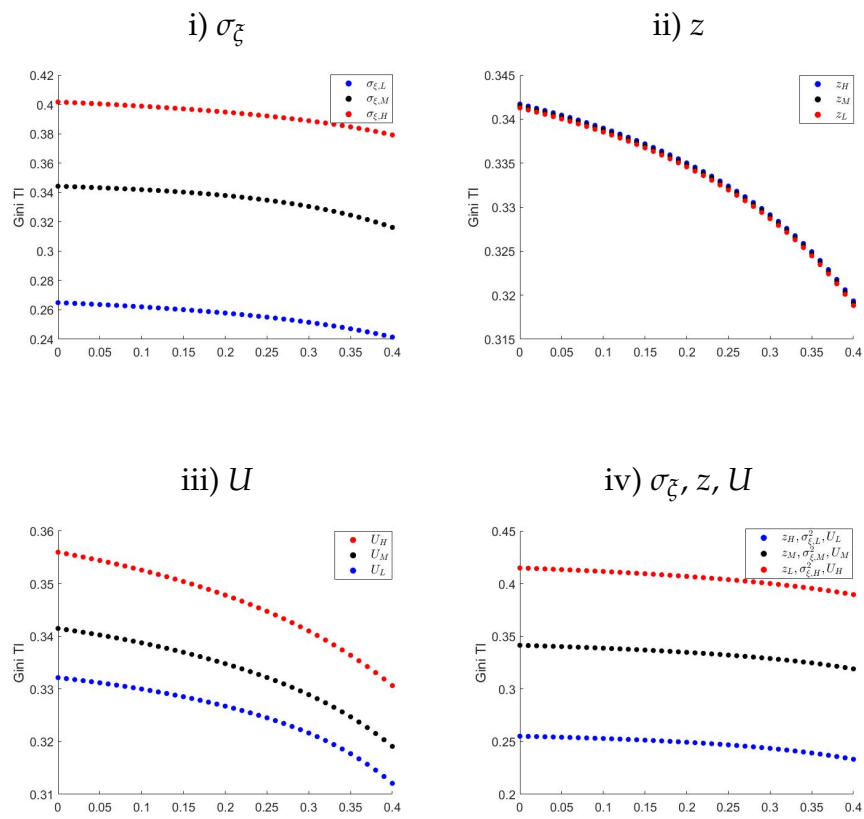 i) σ_ξ
0.42
0.4
0.38
0.36
0.34
0.32
0.3
0.28
0.26
0.24
Gini TI
σ_{ξ,L}
σ_{ξ,M}
σ_{ξ,H}
0 0.05 0.1 0.15 0.2 0.25 0.3 0.35 0.4
ii) z
0.345
0.34
0.335
0.33
0.325
0.32
0.315
Gini TI
z_H
z_M
z_L
0 0.05 0.1 0.15 0.2 0.25 0.3 0.35 0.4
iii) U
0.36
0.35
0.34
0.33
0.32
0.31
Gini TI
U_H
U_M
U_L
0 0.05 0.1 0.15 0.2 0.25 0.3 0.35 0.4
iv) σ_ξ, z, U
0.45
0.4
0.35
0.3
0.25
0.2
Gini TI
z_H, σ²_{ξ,L}, U_L
z_M, σ²_{ξ,M}, U_M
z_L, σ²_{ξ,H}, U_H
0 0.05 0.1 0.15 0.2 0.25 0.3 0.35 0.4